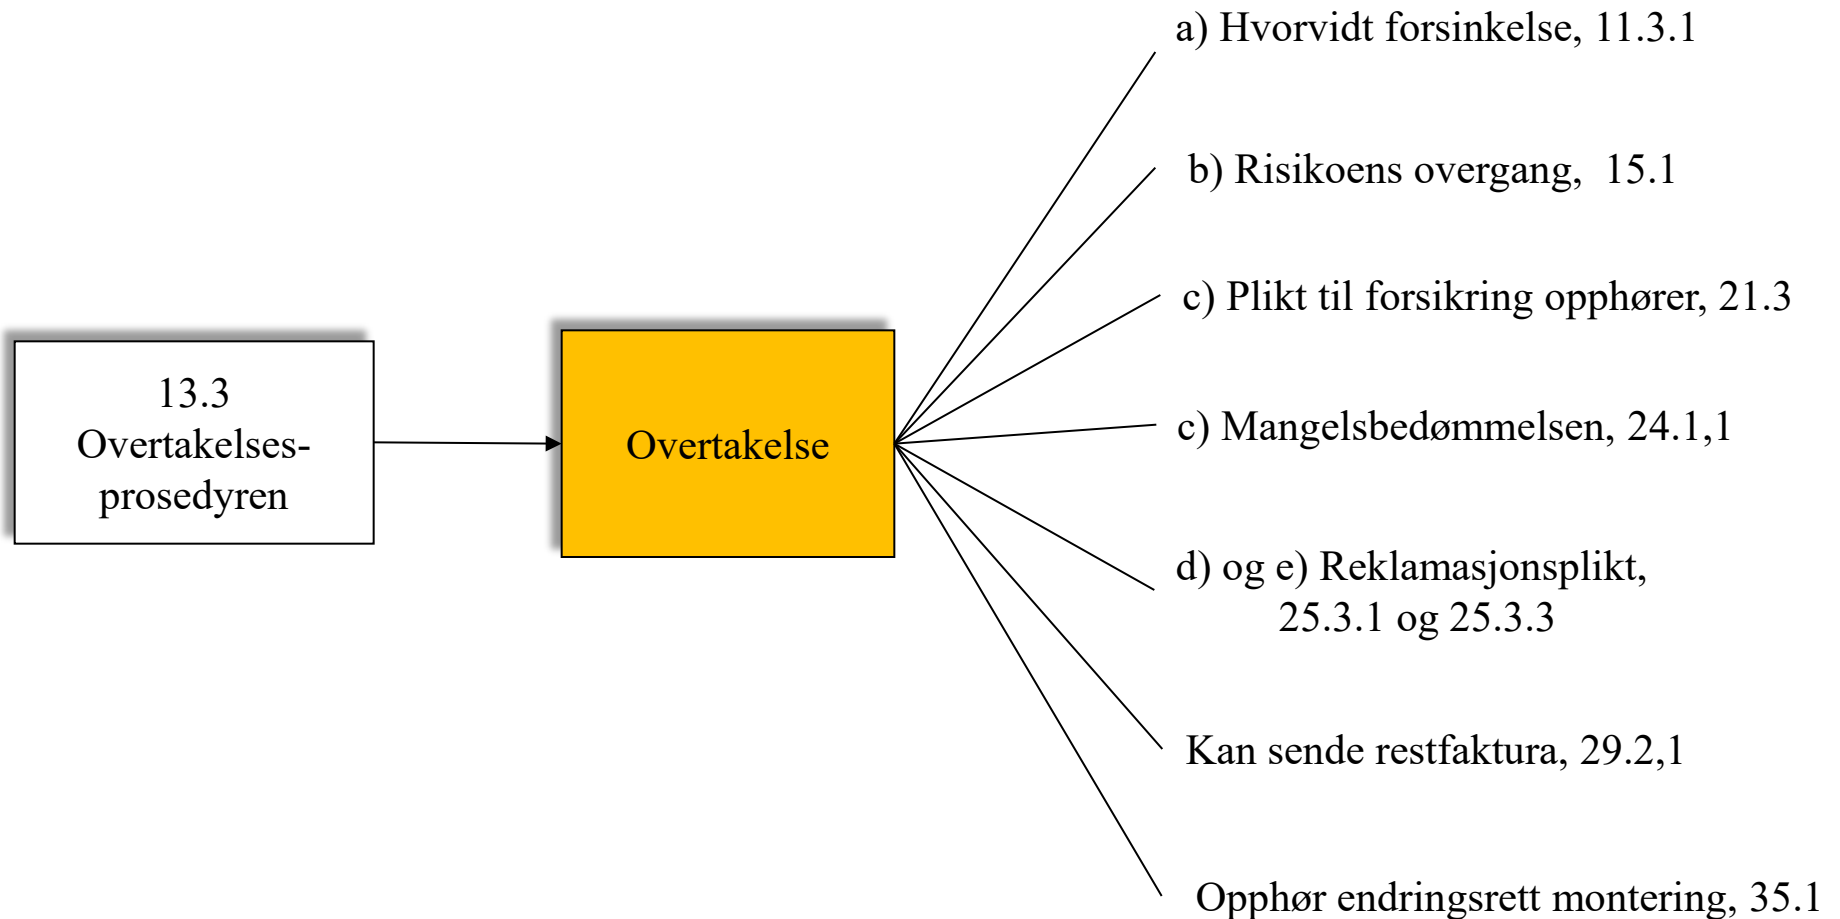 a) Hvorvidt forsinkelse, 11.3.1
b) Risikoens overgang, 15.1
c) Plikt til forsikring opphører, 21.3
13.3
Overtakelses-
prosedyren
Overtakelse
c) Mangelsbedømmelsen, 24.1,1
d) og e) Reklamasjonsplikt,
25.3.1 og 25.3.3
Kan sende restfaktura, 29.2,1
Opphør endringsrett montering, 35.1